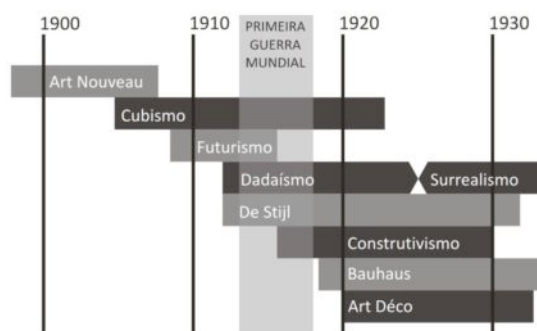 1900
1910
PRIMEIRA
GUERRA
MUNDIAL
1920
1930
Art Nouveau
Cubismo
Futurismo
Dadaísmo
Surrealismo
De Stijl
Construtivismo
Bauhaus
Art Déco